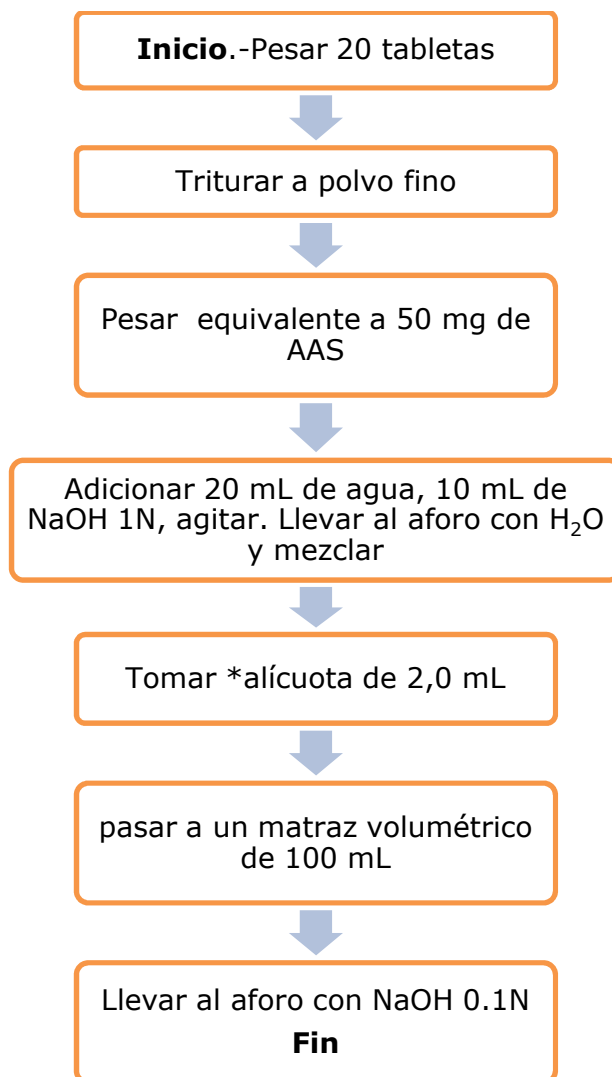 Inicio.-Pesar 20 tabletas
Triturar a polvo fino
Pesar equivalente a 50 mg de
AAS
Adicionar 20 mL de agua, 10 mL de
NaOH 1N, agitar. Llevar al aforo con H₂O
y mezclar
Tomar *alícuota de 2,0 mL
pasar a un matraz volumétrico
de 100 mL
Llevar al aforo con NaOH 0.1N
Fin